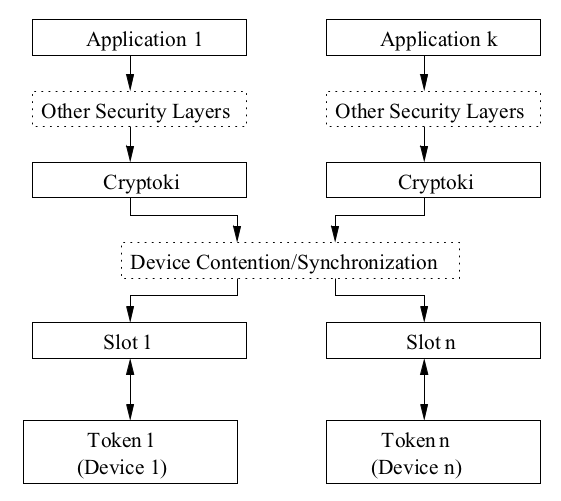 Application 1
Application k
Other Security Layers
Other Security Layers
Cryptoki
Cryptoki
Device Contention/Synchronization
Slot 1
Slot n
Token 1
(Device 1)
Token n
(Device n)